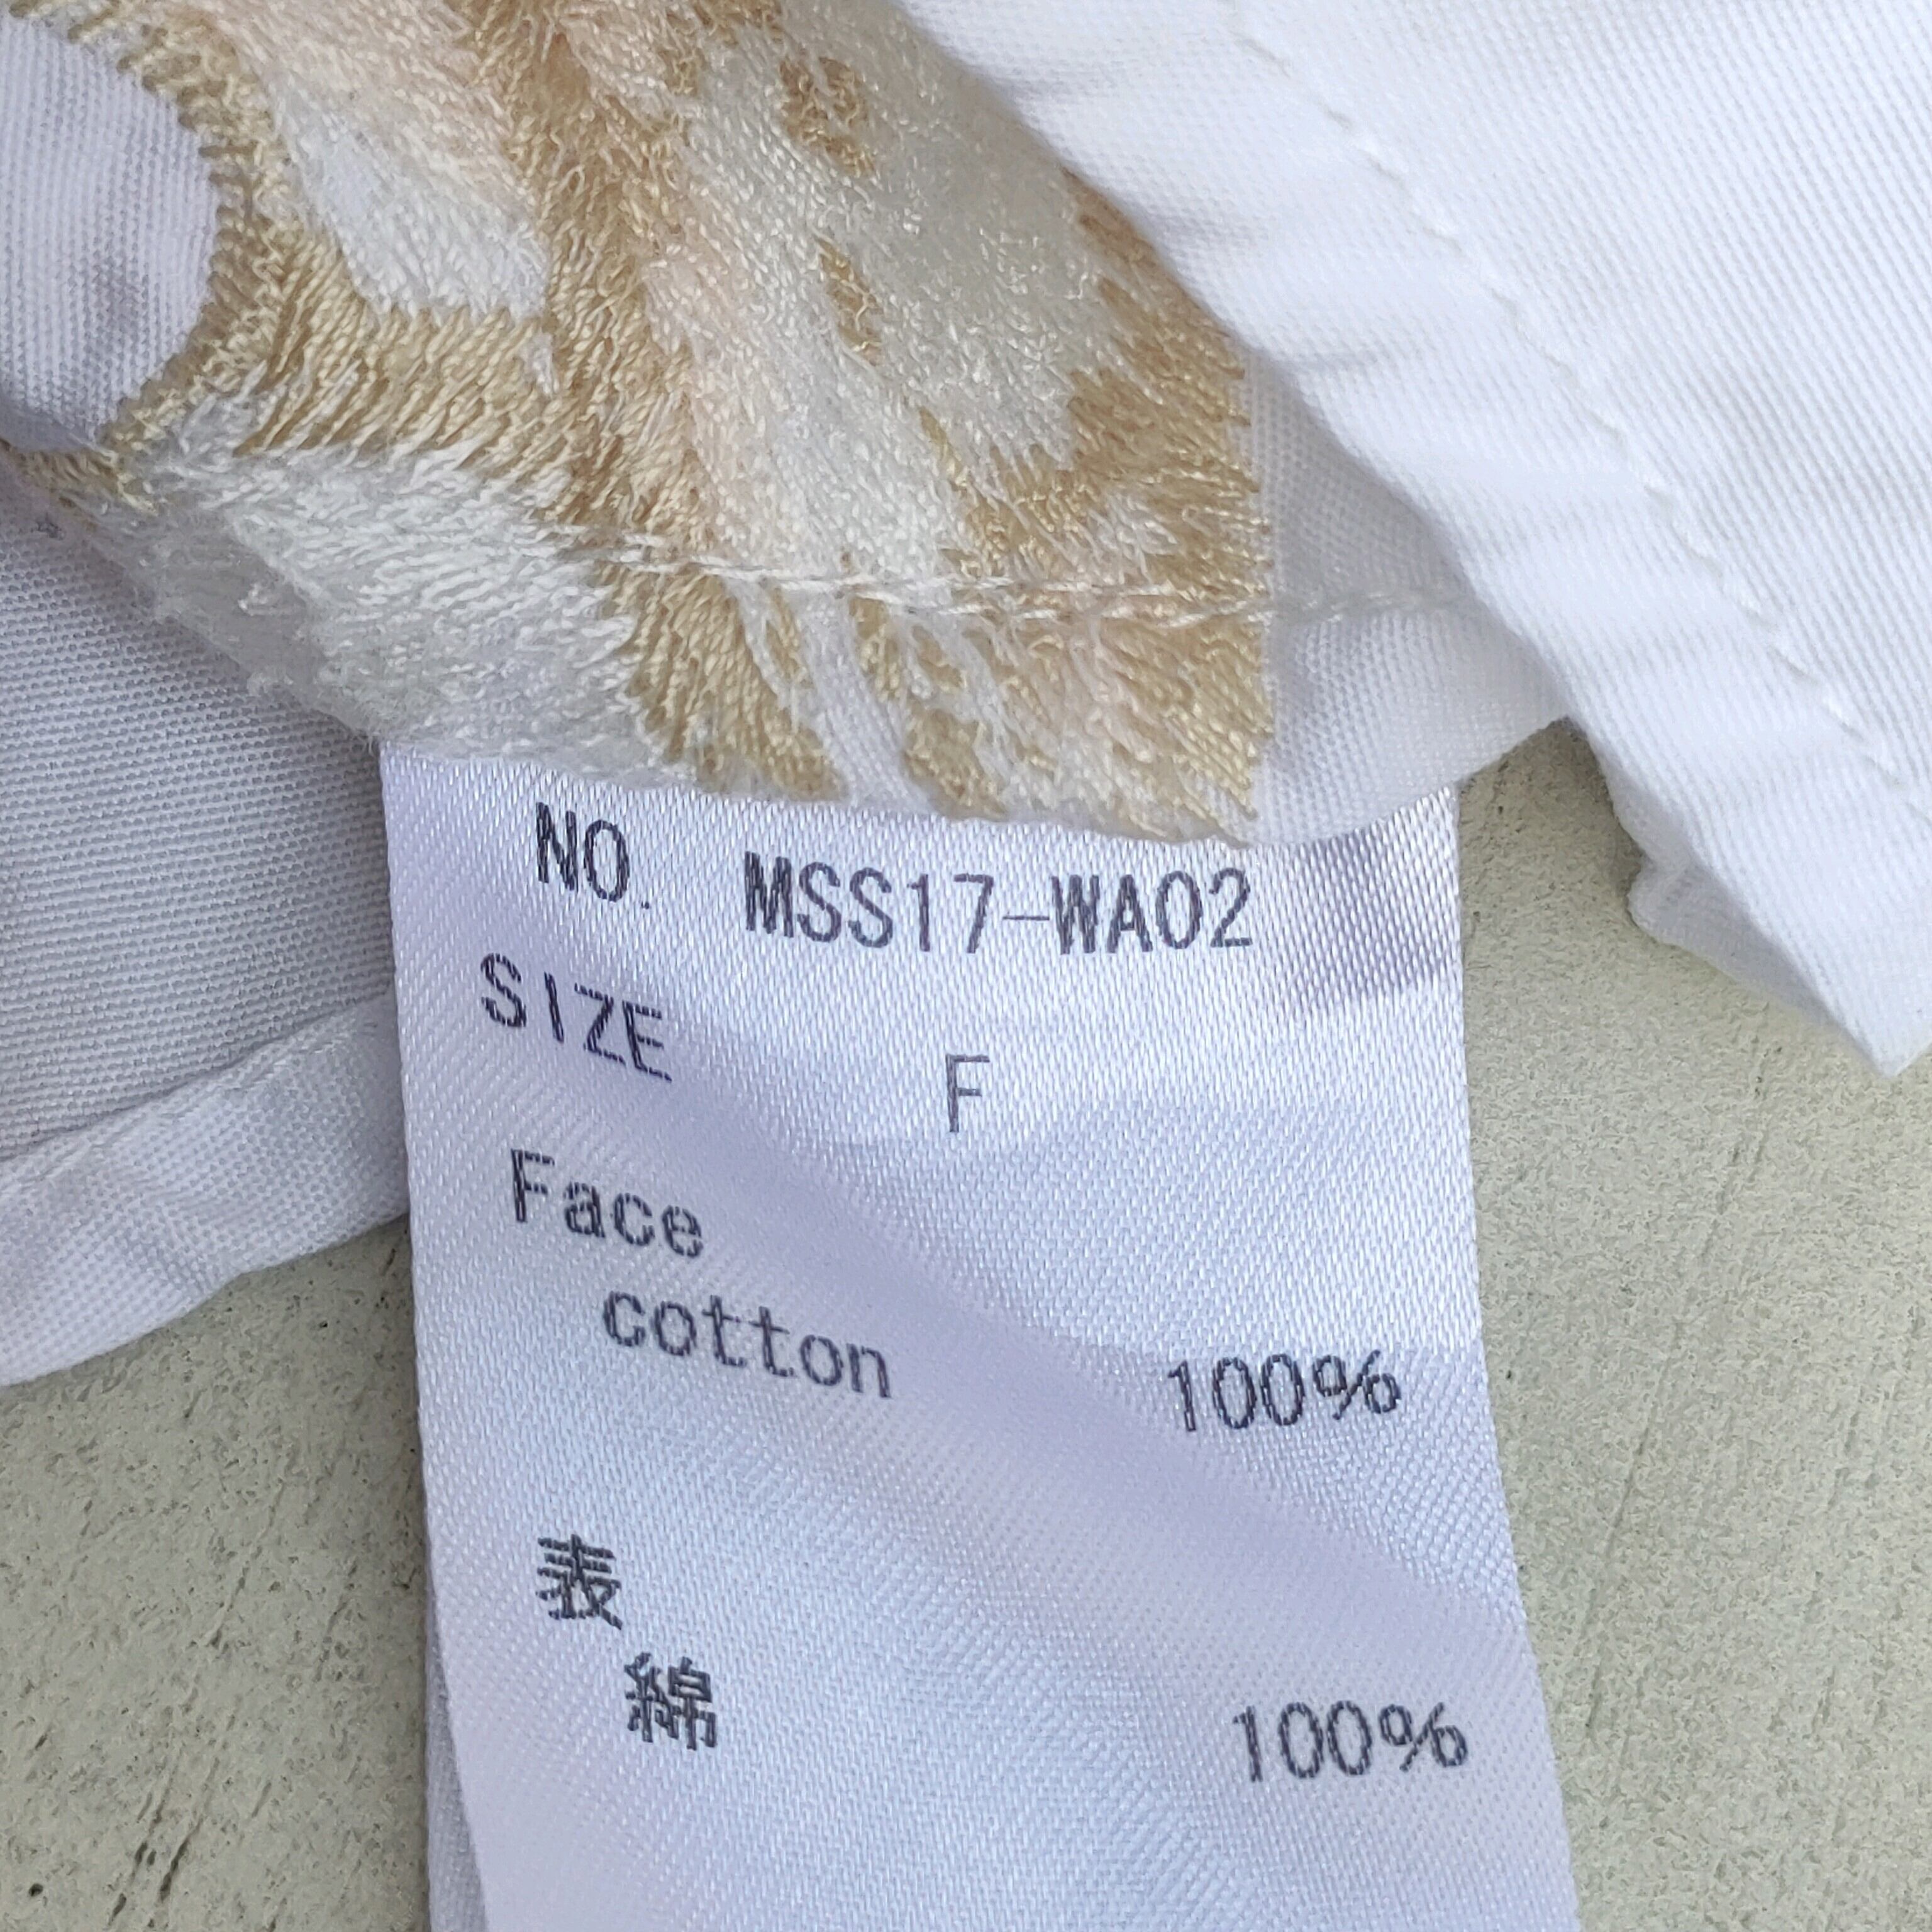 NO. MSS17-WA02
SIZE F
Face
cotton 100%
表
綿 100%